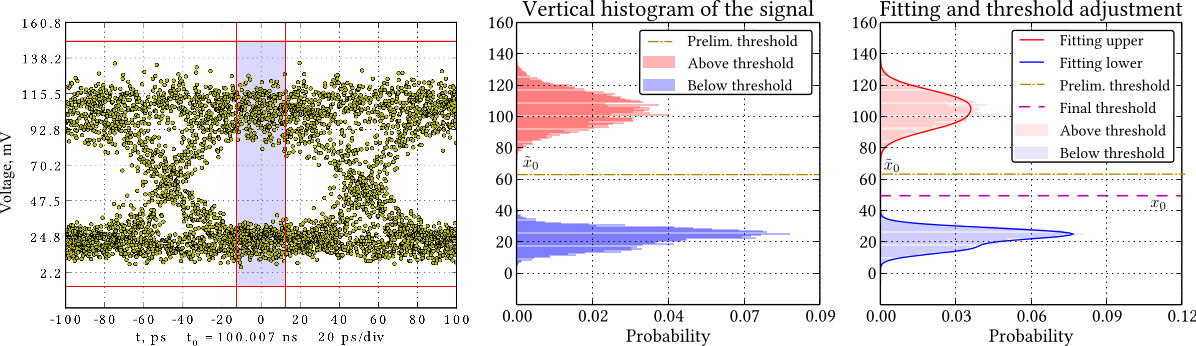 160.8
138.2
115.5
92.8
70.2
47.5
24.8
2.2
Voltage, mV
-100 -80 -60 -40 -20 0 20 40 60 80 100
t, ps t₀ =100.007 ns 20 ps/div
Vertical histogram of the signal
160
140
120
100
80
60
40
20
0
Prelim. threshold
Above threshold
Below threshold
x̃₀
0.00 0.02 0.04 0.07 0.09
Probability
Fitting and threshold adjustment
160
140
120
100
80
60
40
20
0
Fitting upper
Fitting lower
Prelim. threshold
Final threshold
Above threshold
Below threshold
x̃₀
x₀
0.00 0.03 0.06 0.09 0.12
Probability